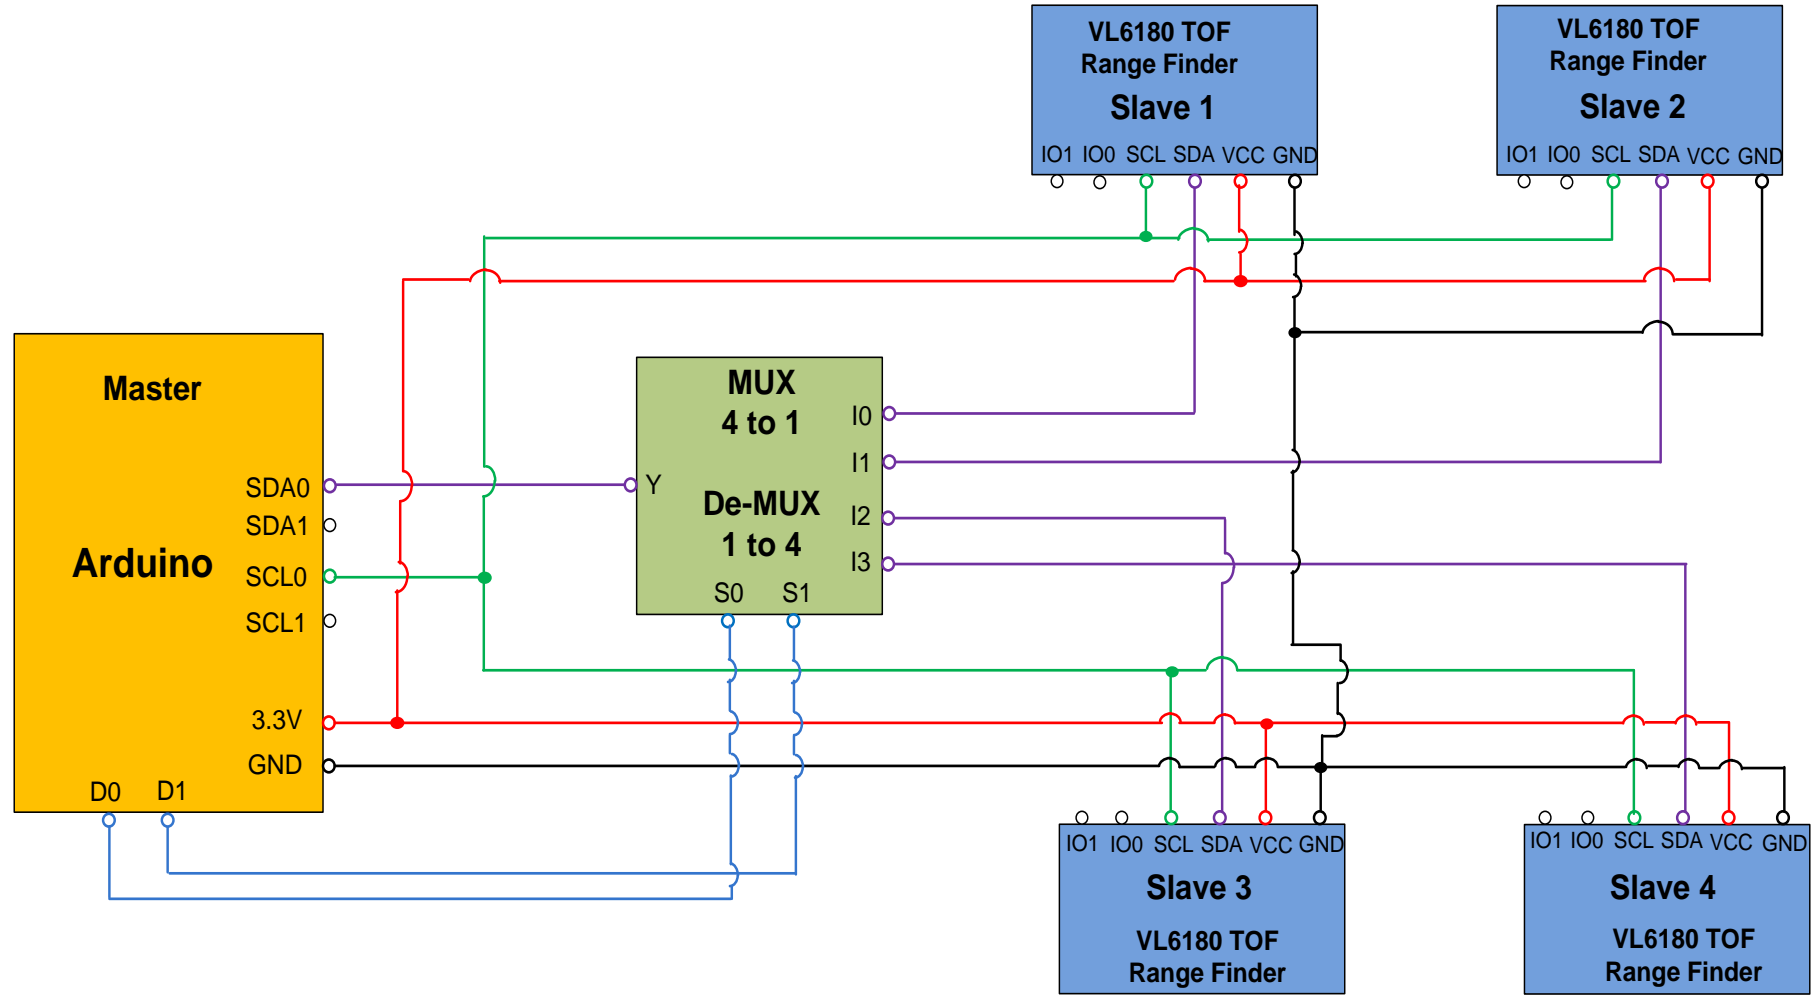 VL6180 TOF
Range Finder
Slave 1
IO1 IO0 SCL SDA VCC GND
VL6180 TOF
Range Finder
Slave 2
IO1 IO0 SCL SDA VCC GND
Master
Arduino
SDA0
SDA1
SCL0
SCL1
3.3V
GND
D0 D1
MUX
4 to 1
De-MUX
1 to 4
Y
I0
I1
I2
I3
S0 S1
IO1 IO0 SCL SDA VCC GND
Slave 3
VL6180 TOF
Range Finder
IO1 IO0 SCL SDA VCC GND
Slave 4
VL6180 TOF
Range Finder